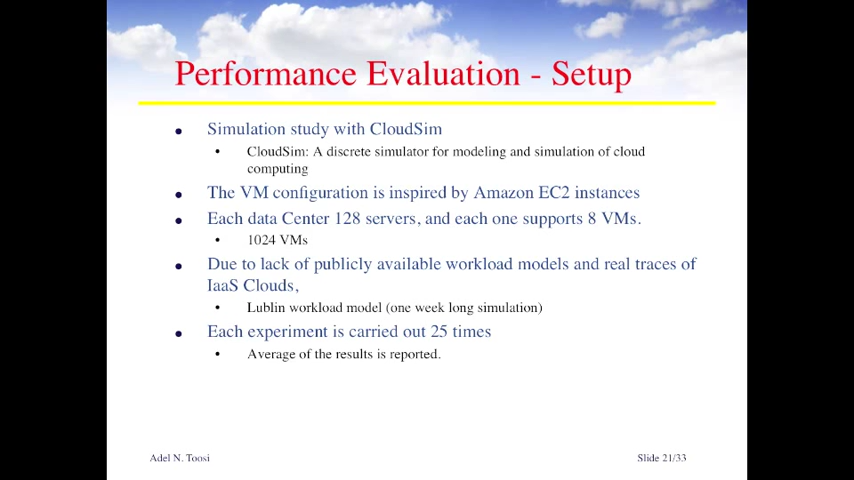 Performance Evaluation - Setup
• Simulation study with CloudSim
• CloudSim: A discrete simulator for modeling and simulation of cloud
computing
• The VM configuration is inspired by Amazon EC2 instances
• Each data Center 128 servers, and each one supports 8 VMs.
• 1024 VMs
• Due to lack of publicly available workload models and real traces of
IaaS Clouds,
• Lublin workload model (one week long simulation)
• Each experiment is carried out 25 times
• Average of the results is reported.
Adel N. Toosi
Slide 21/33